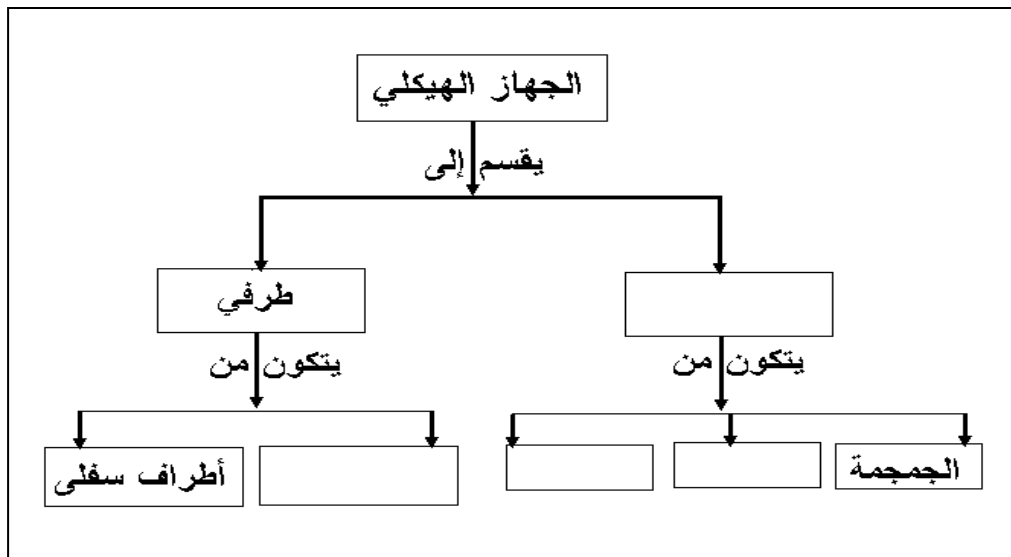 الجهاز الهيكلي
يقسم إلى
طرفي
يتكون من
يتكون من
الجمجمة
أطراف سفلى